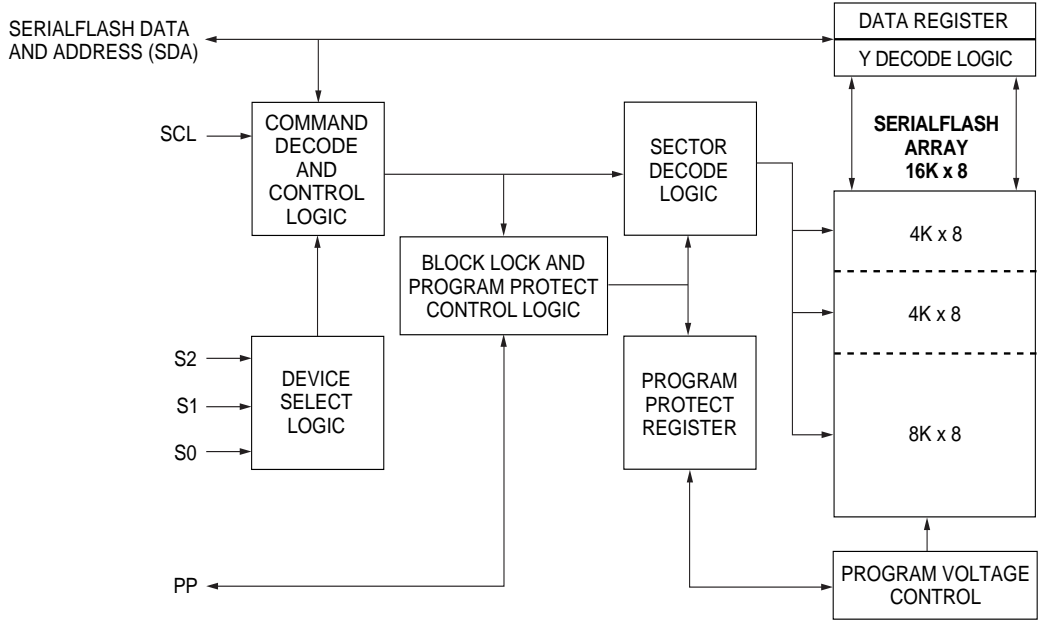 SERIALFLASH DATA
AND ADDRESS (SDA)
DATA REGISTER
Y DECODE LOGIC
SCL
COMMAND
DECODE
AND
CONTROL
LOGIC
SECTOR
DECODE
LOGIC
SERIALFLASH
ARRAY
16K x 8
4K x 8
BLOCK LOCK AND
PROGRAM PROTECT
CONTROL LOGIC
4K x 8
S2
S1
S0
DEVICE
SELECT
LOGIC
PROGRAM
PROTECT
REGISTER
8K x 8
PP
PROGRAM VOLTAGE
CONTROL